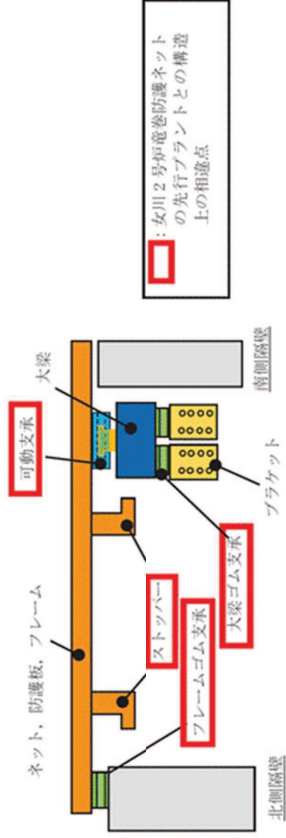 ネット，防護板，フレーム
可動支承
大梁
ストッパー
フレームゴム支承
大梁ゴム支承
ブラケット
北側隔壁
南側隔壁
：女川２号炉竜巻防護ネット
の先行プラントとの構造
上の相違点